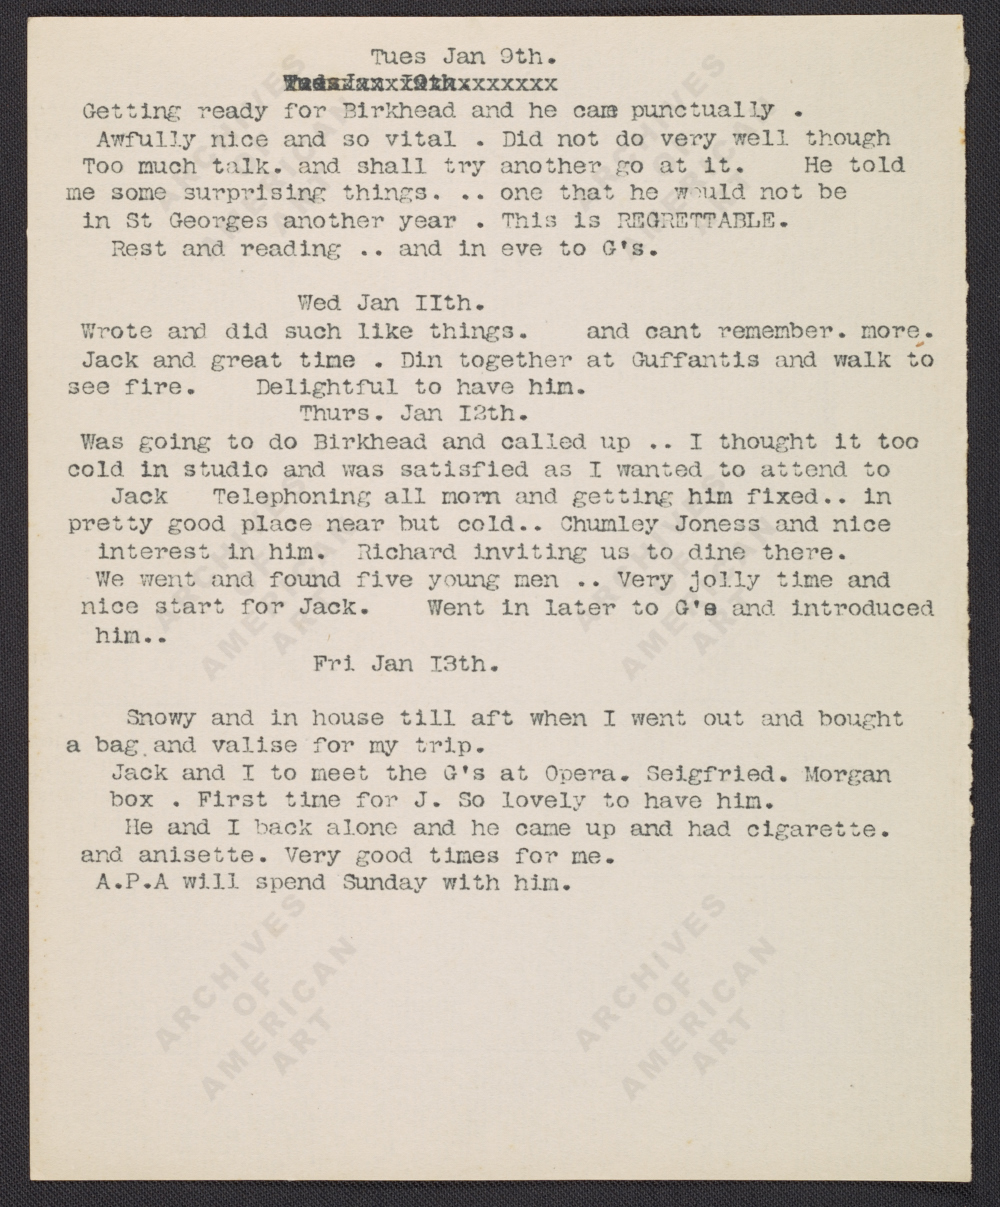 Tues Jan 9th.
Getting ready for Birkhead and he came punctually .
Awfully nice and so vital . Did not do very well though
Too much talk. and shall try another go at it. He told
me some surprising things. .. one that he would not be
in St Georges another year . This is REGRETTABLE.
Rest and reading .. and in eve to G's.
Wed Jan IIth.
Wrote and did such like things. and cant remember. more.
Jack and great time . Din together at Guffantis and walk to
see fire. Delightful to have him.
Thurs. Jan I2th.
Was going to do Birkhead and called up .. I thought it too
cold in studio and was satisfied as I wanted to attend to
Jack Telephoning all morn and getting him fixed.. in
pretty good place near but cold.. Chumley Joness and nice
interest in him. Richard inviting us to dine there.
We went and found five young men .. Very jolly time and
nice start for Jack. Went in later to G's and introduced
him..
Fri Jan I3th.
Snowy and in house till aft when I went out and bought
a bag and valise for my trip.
Jack and I to meet the G's at Opera. Seigfried. Morgan
box . First time for J. So lovely to have him.
He and I back alone and he came up and had cigarette.
and anisette. Very good times for me.
A.P.A will spend Sunday with him.
ARCHIVES
OF
AMERICAN
ART
ARCHIVES
OF
AMERICAN
ART
ARCHIVES
OF
AMERICAN
ART
ARCHIVES
OF
AMERICAN
ART
ARCHIVES
OF
AMERICAN
ART
ARCHIVES
OF
AMERICAN
ART